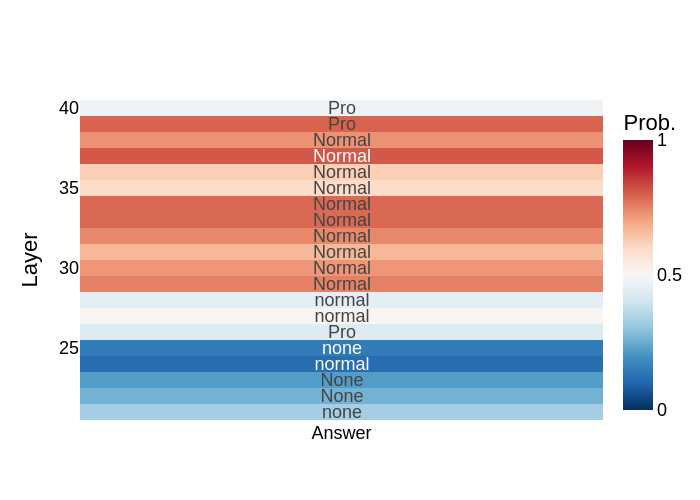 40
Pro
Pro
Normal
Normal
Normal
35
Normal
Normal
Normal
Normal
Normal
30
Normal
Normal
normal
normal
Pro
25
none
normal
None
None
none
Answer
Layer
Prob.
1
0.5
0